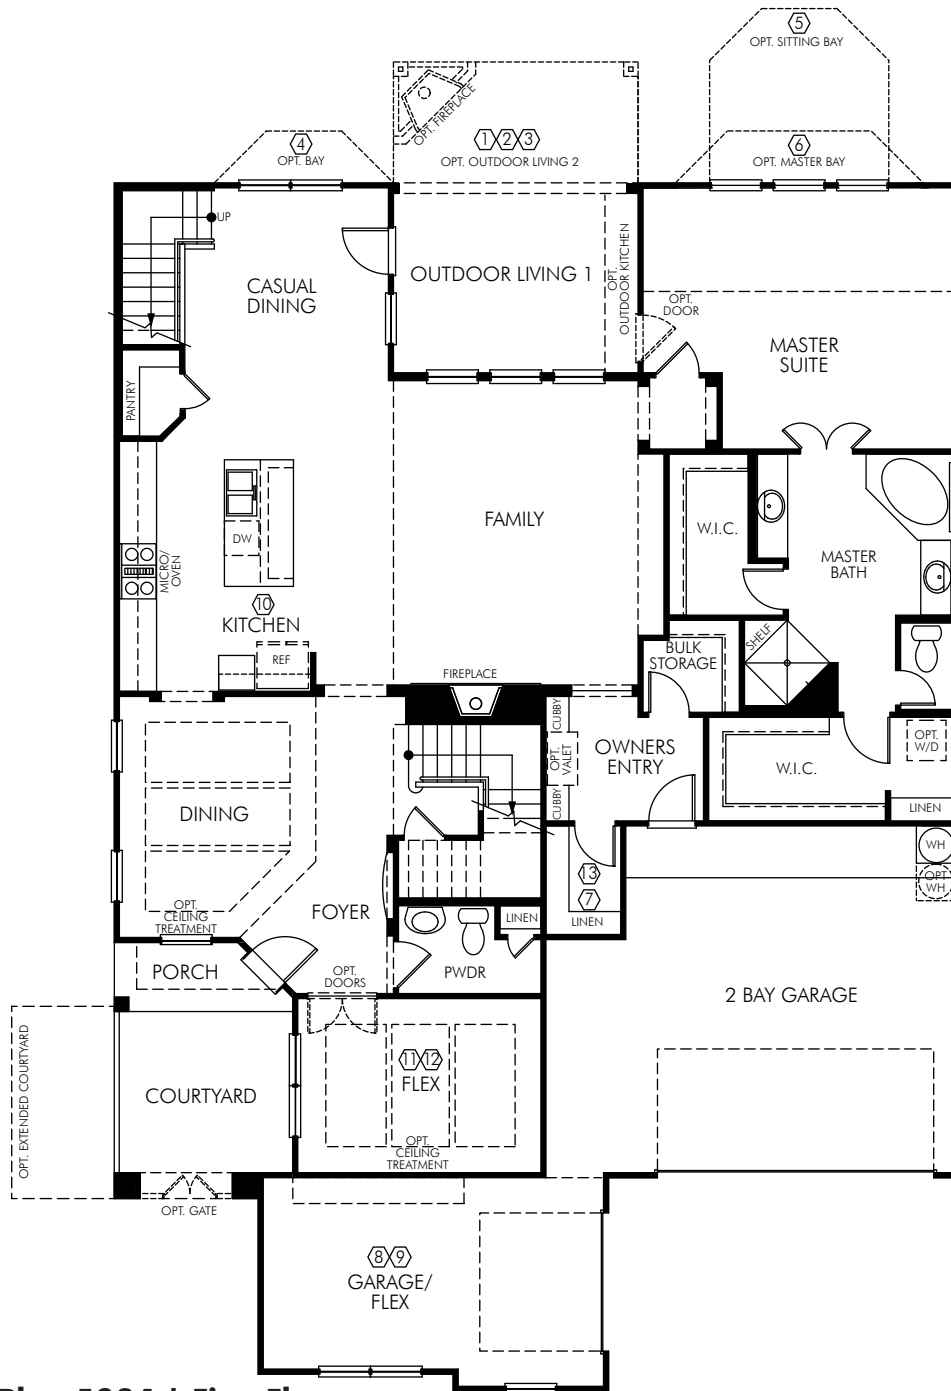 5
OPT. SITTING BAY
OPT. FIREPLACE
1 2 3
OPT. OUTDOOR LIVING 2
4
OPT. BAY
6
OPT. MASTER BAY
UP
CASUAL
DINING
OUTDOOR LIVING 1
OPT.
OUTDOOR KITCHEN
OPT.
DOOR
MASTER
SUITE
PANTRY
DW
MICRO/
OVEN
10
KITCHEN
REF
FAMILY
W.I.C.
MASTER
BATH
SHELF
BULK
STORAGE
FIREPLACE
CUBBY
OPT.
VALET
CUBBY
OWNERS
ENTRY
W.I.C.
OPT.
W/D
LINEN
DINING
OPT.
CEILING
TREATMENT
FOYER
13
7
LINEN
WH
OPT
WH
LINEN
PWDR
PORCH
OPT.
DOORS
2 BAY GARAGE
OPT. EXTENDED COURTYARD
COURTYARD
11 12
FLEX
OPT.
CEILING
TREATMENT
OPT. GATE
8 9
GARAGE/
FLEX